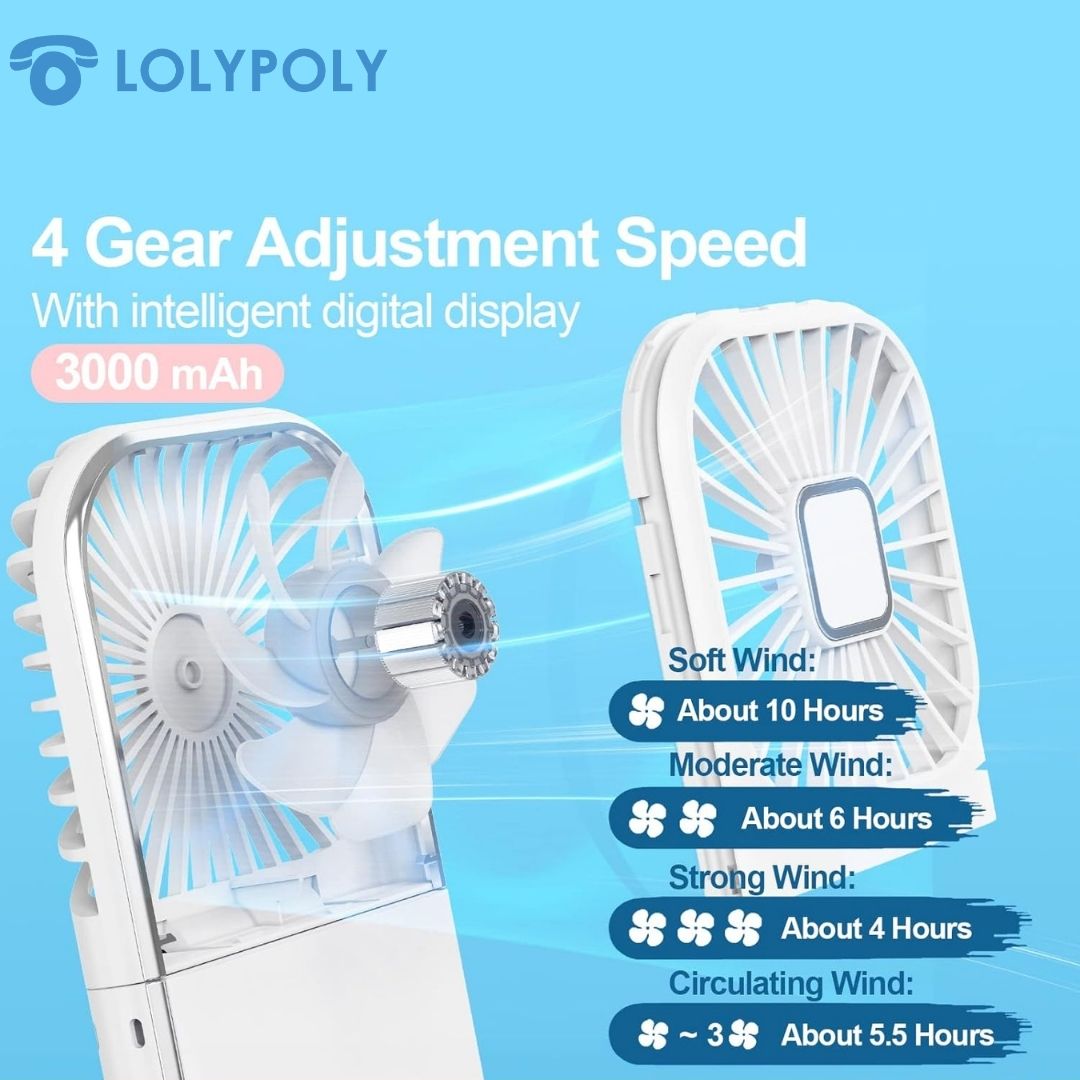 LOLYPOLY
4 Gear Adjustment Speed
With intelligent digital display
3000 mAh
Soft Wind:
About 10 Hours
Moderate Wind:
About 6 Hours
Strong Wind:
About 4 Hours
Circulating Wind:
~ 3 About 5.5 Hours